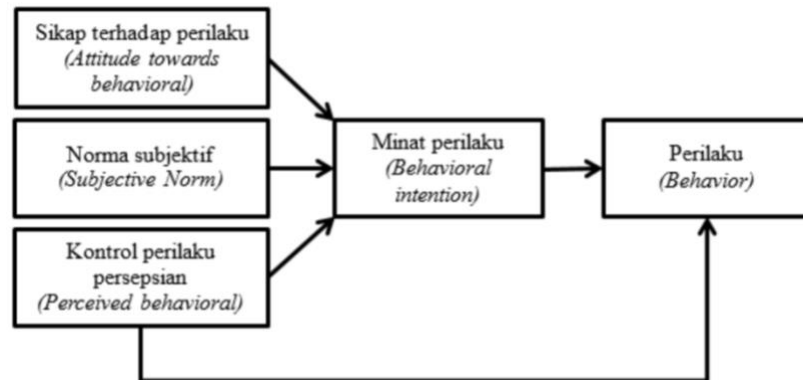 Sikap terhadap perilaku
(Attitude towards
behavioral)
Norma subjektif
(Subjective Norm)
Kontrol perilaku
persepsian
(Perceived behavioral)
Minat perilaku
(Behavioral
intention)
Perilaku
(Behavior)